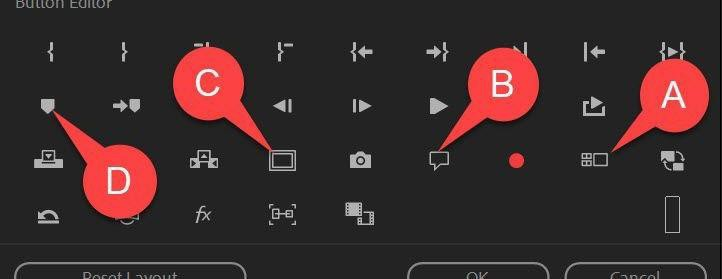 Button Editor
C
B
A
D
fx
Reset Layout
OK
Cancel